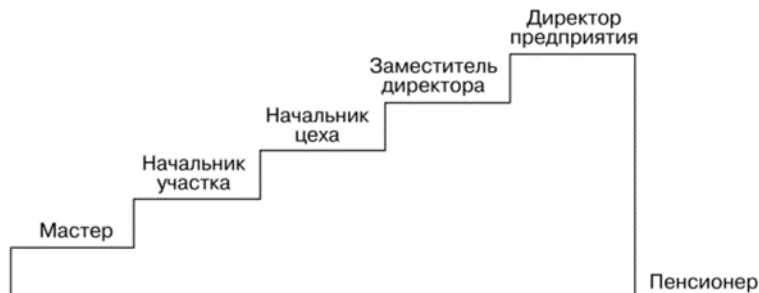 Директор
предприятия
Заместитель
директора
Начальник
цеха
Начальник
участка
Мастер
Пенсионер